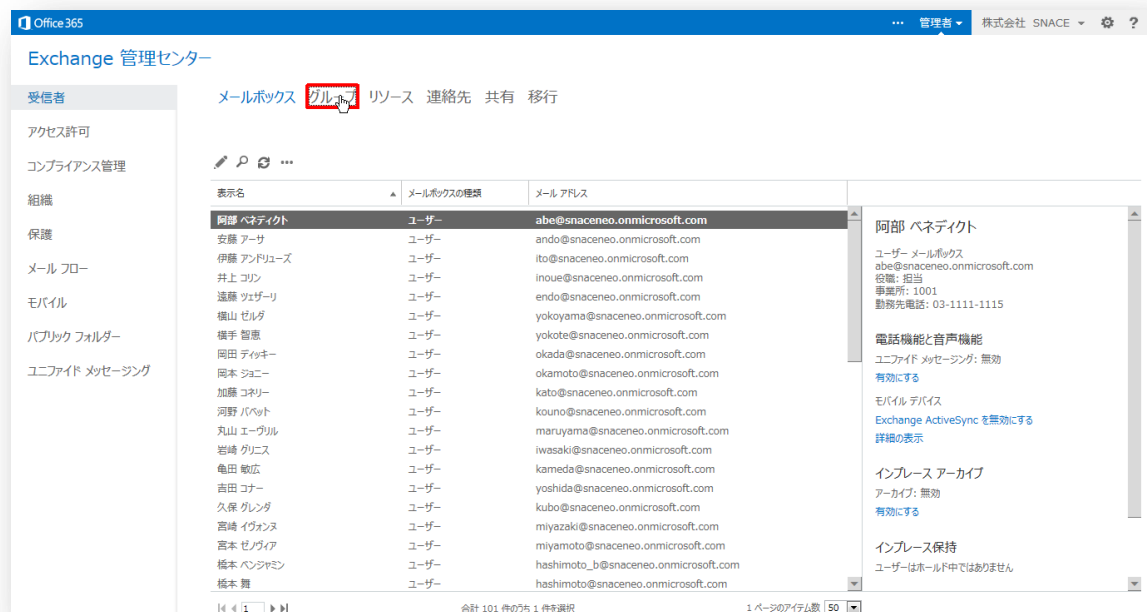 Office 365 ··· 管理者 株式会社 SNACE ?
Exchange 管理センター
受信者
アクセス許可
コンプライアンス管理
組織
保護
メール フロー
モバイル
パブリック フォルダー
ユニファイド メッセージング
メールボックス グループ リソース 連絡先 共有 移行
表示名 メールボックスの種類 メール アドレス
阿部 ベネディクト ユーザー abe@snaceneo.onmicrosoft.com
安藤 アーサ ユーザー ando@snaceneo.onmicrosoft.com
伊藤 アンドリューズ ユーザー ito@snaceneo.onmicrosoft.com
井上 コリン ユーザー inoue@snaceneo.onmicrosoft.com
遠藤 ツェザーリ ユーザー endo@snaceneo.onmicrosoft.com
横山 ゼルダ ユーザー yokoyama@snaceneo.onmicrosoft.com
横手 智恵 ユーザー yokote@snaceneo.onmicrosoft.com
岡田 ディッキー ユーザー okada@snaceneo.onmicrosoft.com
岡本 ジョニー ユーザー okamoto@snaceneo.onmicrosoft.com
加藤 コネリー ユーザー kato@snaceneo.onmicrosoft.com
河野 バベット ユーザー kouno@snaceneo.onmicrosoft.com
丸山 エーヴリル ユーザー maruyama@snaceneo.onmicrosoft.com
岩崎 グリニス ユーザー iwasaki@snaceneo.onmicrosoft.com
亀田 敏広 ユーザー kameda@snaceneo.onmicrosoft.com
吉田 コナー ユーザー yoshida@snaceneo.onmicrosoft.com
久保 グレンダ ユーザー kubo@snaceneo.onmicrosoft.com
宮崎 イヴォンヌ ユーザー miyazaki@snaceneo.onmicrosoft.com
宮本 ゼノヴィア ユーザー miyamoto@snaceneo.onmicrosoft.com
橋本 ベンジャミン ユーザー hashimoto_b@snaceneo.onmicrosoft.com
橋本 舞 ユーザー hashimoto@snaceneo.onmicrosoft.com
1 合計 101 件のうち 1 件を選択 1 ページのアイテム数 50
阿部 ベネディクト
ユーザー メールボックス
abe@snaceneo.onmicrosoft.com
役職: 担当
事業所: 1001
勤務先電話: 03-1111-1115
電話機能と音声機能
ユニファイド メッセージング: 無効
有効にする
モバイル デバイス
Exchange ActiveSync を無効にする
詳細の表示
インプレース アーカイブ
アーカイブ: 無効
有効にする
インプレース保持
ユーザーはホールド中ではありません